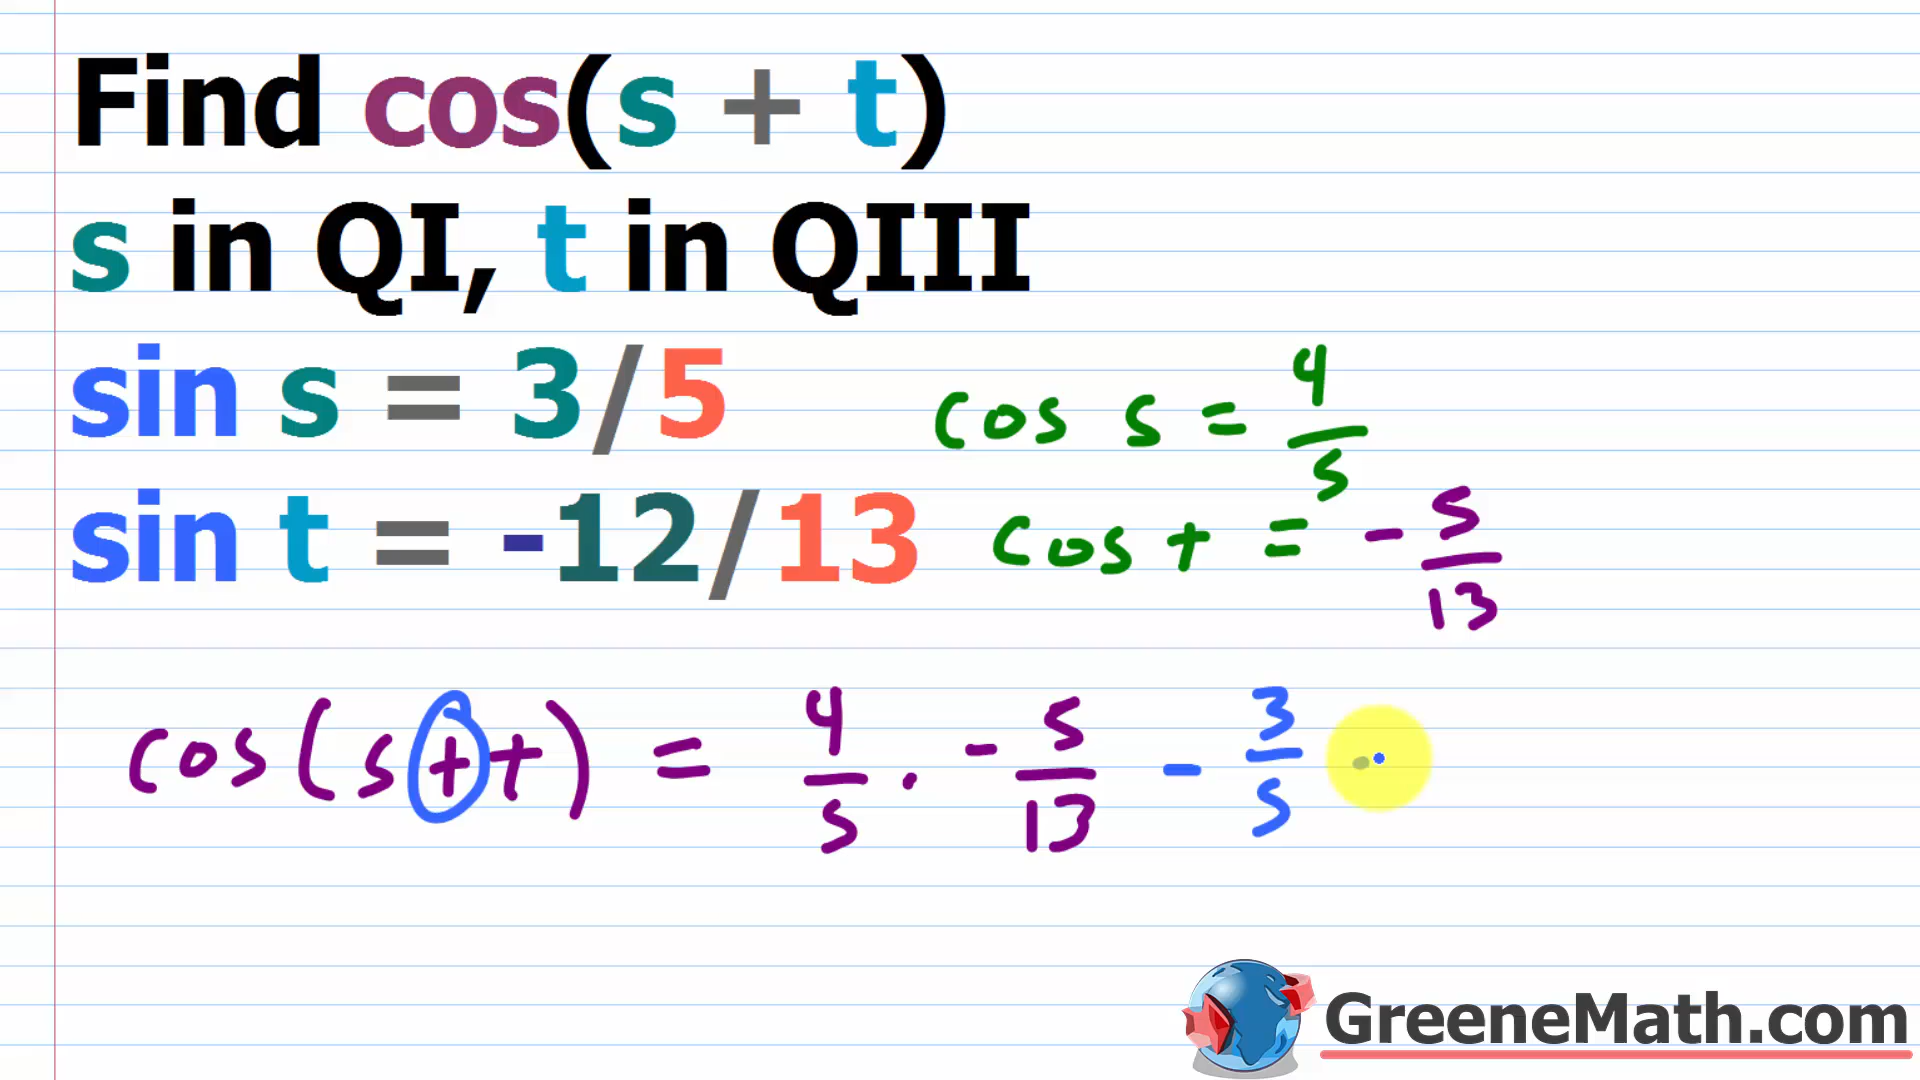 Find cos(s + t)
s in QI, t in QIII
sin s = 3/5
cos s = 4/5
sin t = -12/13
cos t = - 5/13
cos(s + t) = 4/5 · - 5/13 - 3/5 ·
GreeneMath.com